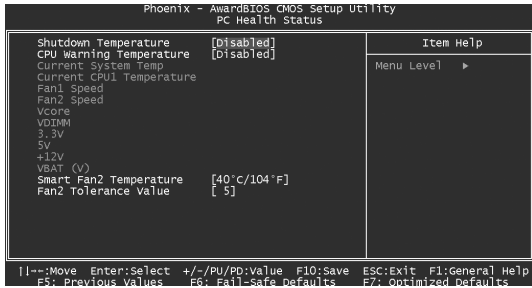 Phoenix - AwardBIOS CMOS Setup Utility
PC Health Status
Shutdown Temperature [Disabled]
CPU Warning Temperature [Disabled]
Current System Temp
Current CPU1 Temperature
Fan1 Speed
Fan2 Speed
Vcore
VDIMM
3.3V
5V
+12V
VBAT (V)
Smart Fan2 Temperature [40°C/104°F]
Fan2 Tolerance Value [ 5]
Item Help
Menu Level ►
↑↓→←:Move Enter:Select +/-/PU/PD:Value F10:Save ESC:Exit F1:General Help
F5: Previous Values F6: Fail-Safe Defaults F7: Optimized Defaults